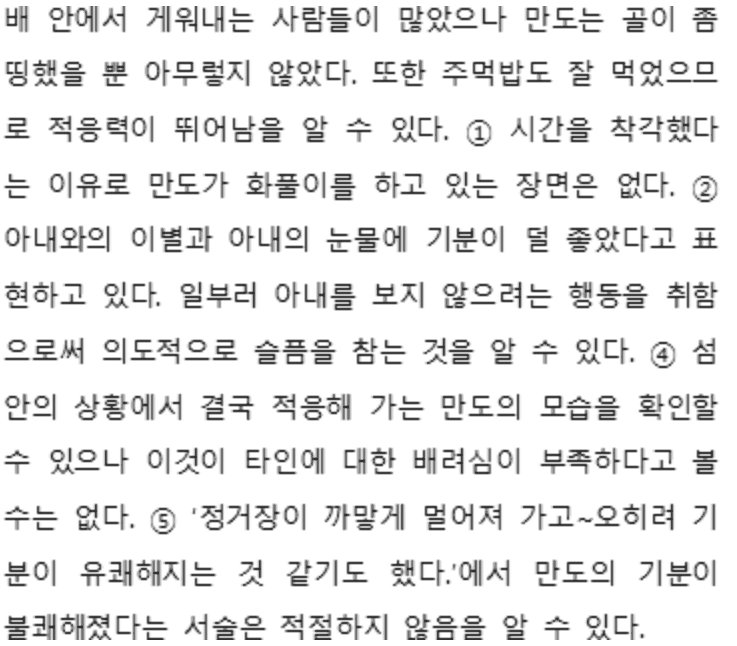 배 안에서 게워내는 사람들이 많았으나 만도는 골이 좀
띵했을 뿐 아무렇지 않았다. 또한 주먹밥도 잘 먹었으므
로 적응력이 뛰어남을 알 수 있다. ① 시간을 착각했다
는 이유로 만도가 화풀이를 하고 있는 장면은 없다. ②
아내와의 이별과 아내의 눈물에 기분이 덜 좋았다고 표
현하고 있다. 일부러 아내를 보지 않으려는 행동을 취함
으로써 의도적으로 슬픔을 참는 것을 알 수 있다. ④ 섬
안의 상황에서 결국 적응해 가는 만도의 모습을 확인할
수 있으나 이것이 타인에 대한 배려심이 부족하다고 볼
수는 없다. ⑤ '정거장이 까맣게 멀어져 가고~오히려 기
분이 유쾌해지는 것 같기도 했다.'에서 만도의 기분이
불쾌해졌다는 서술은 적절하지 않음을 알 수 있다.